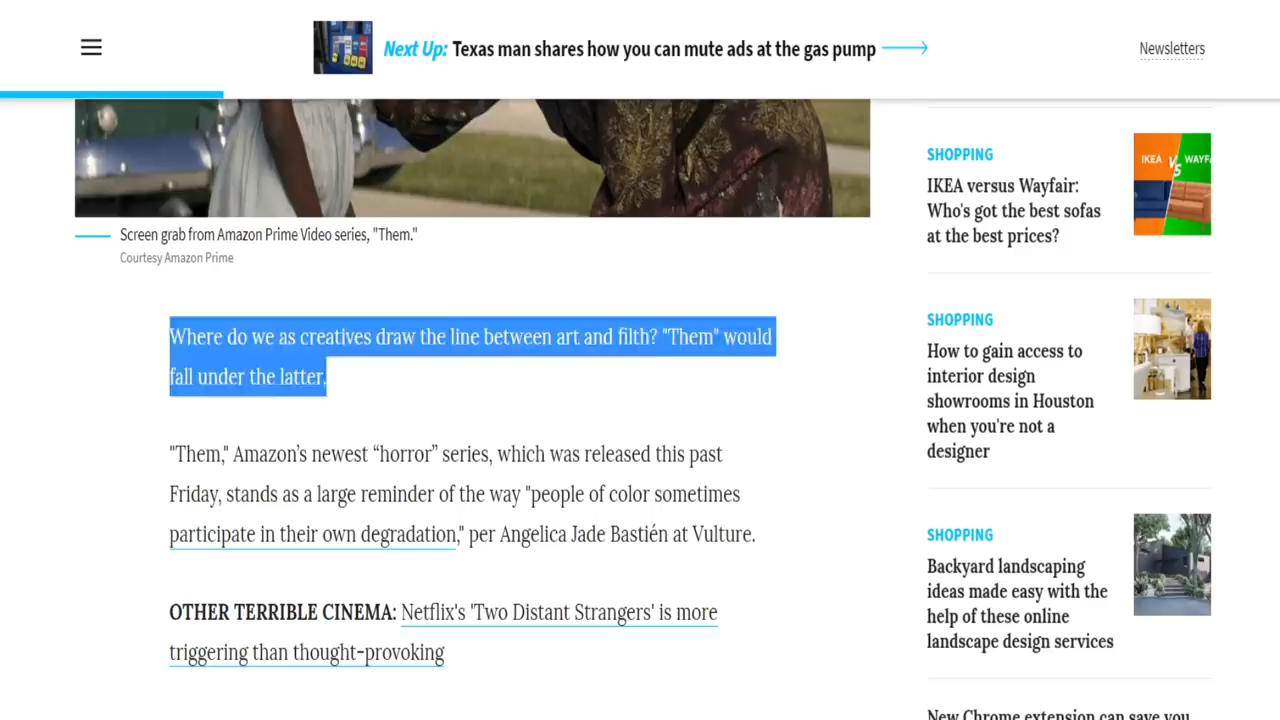 Next Up: Texas man shares how you can mute ads at the gas pump
Newsletters
Screen grab from Amazon Prime Video series, "Them."
Courtesy Amazon Prime
Where do we as creatives draw the line between art and filth? "Them" would
fall under the latter.
"Them," Amazon’s newest “horror” series, which was released this past
Friday, stands as a large reminder of the way "people of color sometimes
participate in their own degradation," per Angelica Jade Bastién at Vulture.
OTHER TERRIBLE CINEMA: Netflix's 'Two Distant Strangers' is more
triggering than thought-provoking
SHOPPING
IKEA versus Wayfair:
Who's got the best sofas
at the best prices?
IKEA VS WAYFA
SHOPPING
How to gain access to
interior design
showrooms in Houston
when you're not a
designer
SHOPPING
Backyard landscaping
ideas made easy with the
help of these online
landscape design services
New Chrome extension can save you